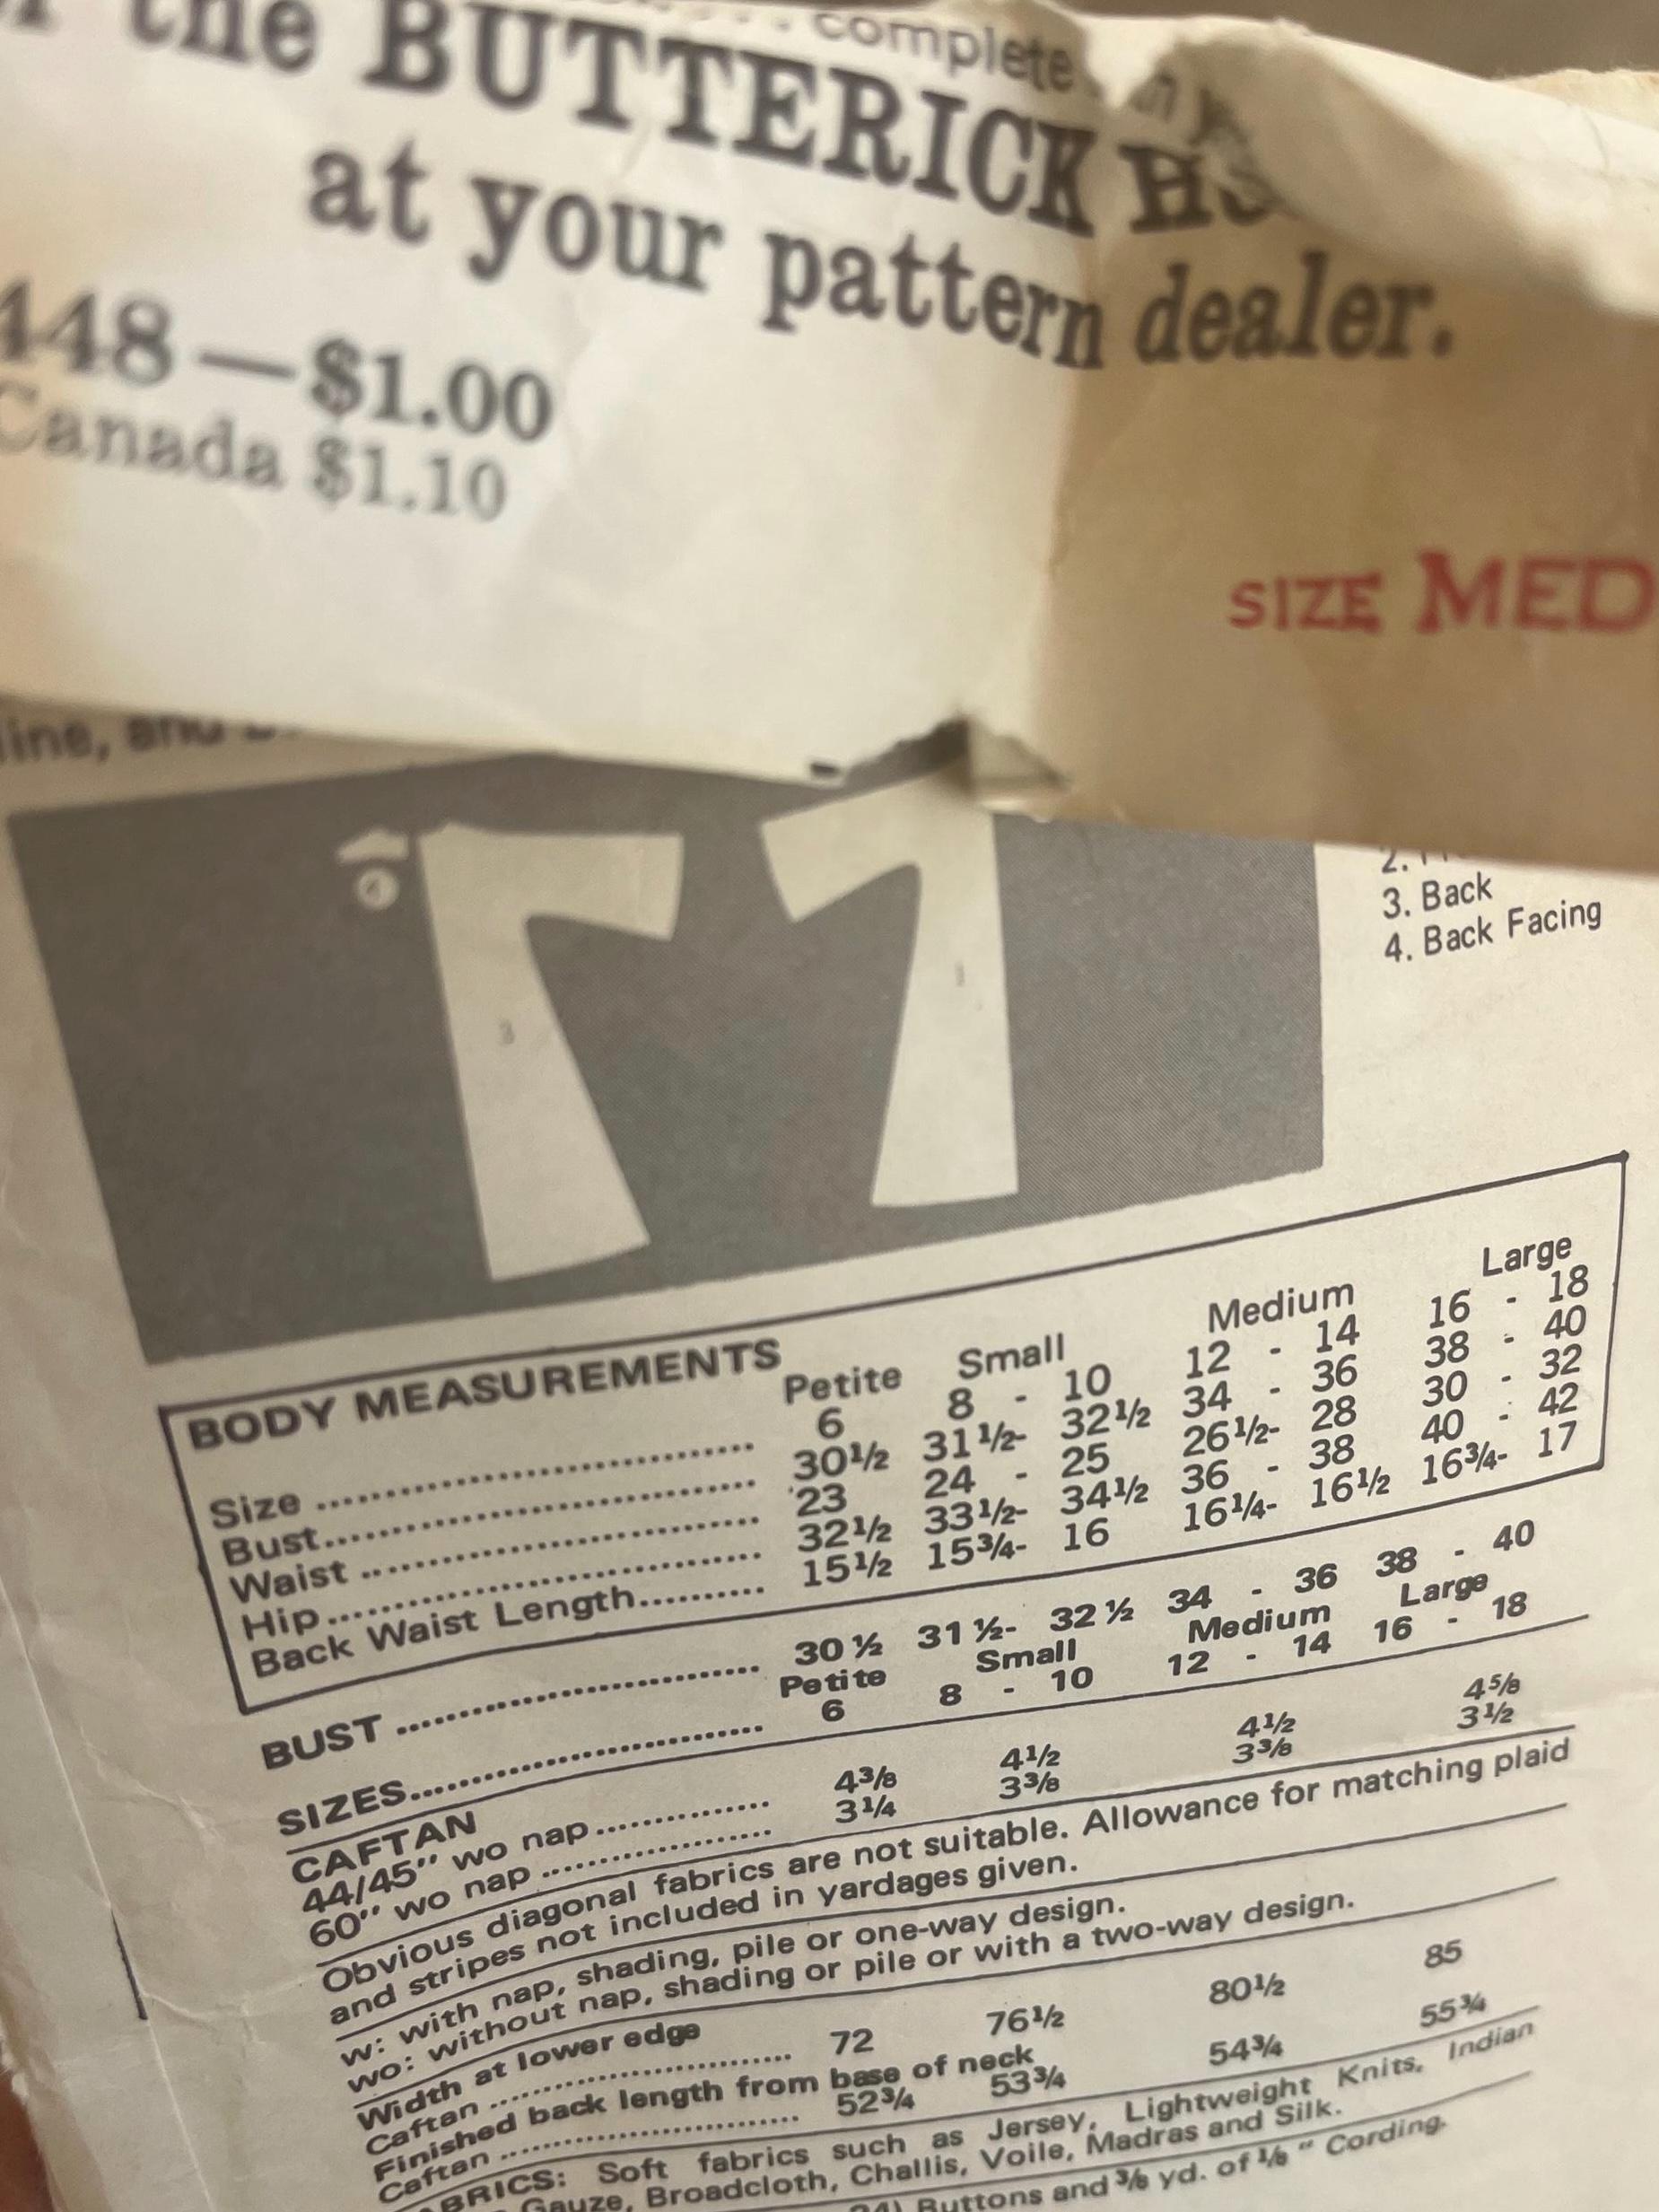 complete
the BUTTERICK
at your pattern dealer.
448—$1.00
Canada $1.10
SIZE MED
line, and
2.
3. Back
4. Back Facing
3
1
4
BODY MEASUREMENTS
Petite Small Medium Large
Size .......... 6 8 - 10 12 - 14 16 - 18
Bust.......... 30½ 31½- 32½ 34 - 36 38 - 40
Waist .......... 23 24 - 25 26½- 28 30 - 32
Hip.......... 32½ 33½- 34½ 36 - 38 40 - 42
Back Waist Length.......... 15½ 15¾- 16 16¼- 16½ 16¾- 17
BUST .......... 30½ 31½- 32½ 34 - 36 38 - 40
Petite Small Medium Large
SIZES.......... 6 8 - 10 12 - 14 16 - 18
CAFTAN
44/45" wo nap.......... 4⅜ 4½ 4½ 4⅝
60" wo nap .......... 3¼ 3⅜ 3⅜ 3½
Obvious diagonal fabrics are not suitable. Allowance for matching plaid
and stripes not included in yardages given.
w: with nap, shading, pile or one-way design.
wo: without nap, shading or pile or with a two-way design.
Width at lower edge
Caftan .......... 72 76½ 80½ 85
Finished back length from base of neck
Caftan .......... 52¾ 53¾ 54¾ 55¾
FABRICS: Soft fabrics such as Jersey, Lightweight Knits, Indian
Gauze, Broadcloth, Challis, Voile, Madras and Silk.
Buttons and ⅜ yd. of ⅛" Cording.